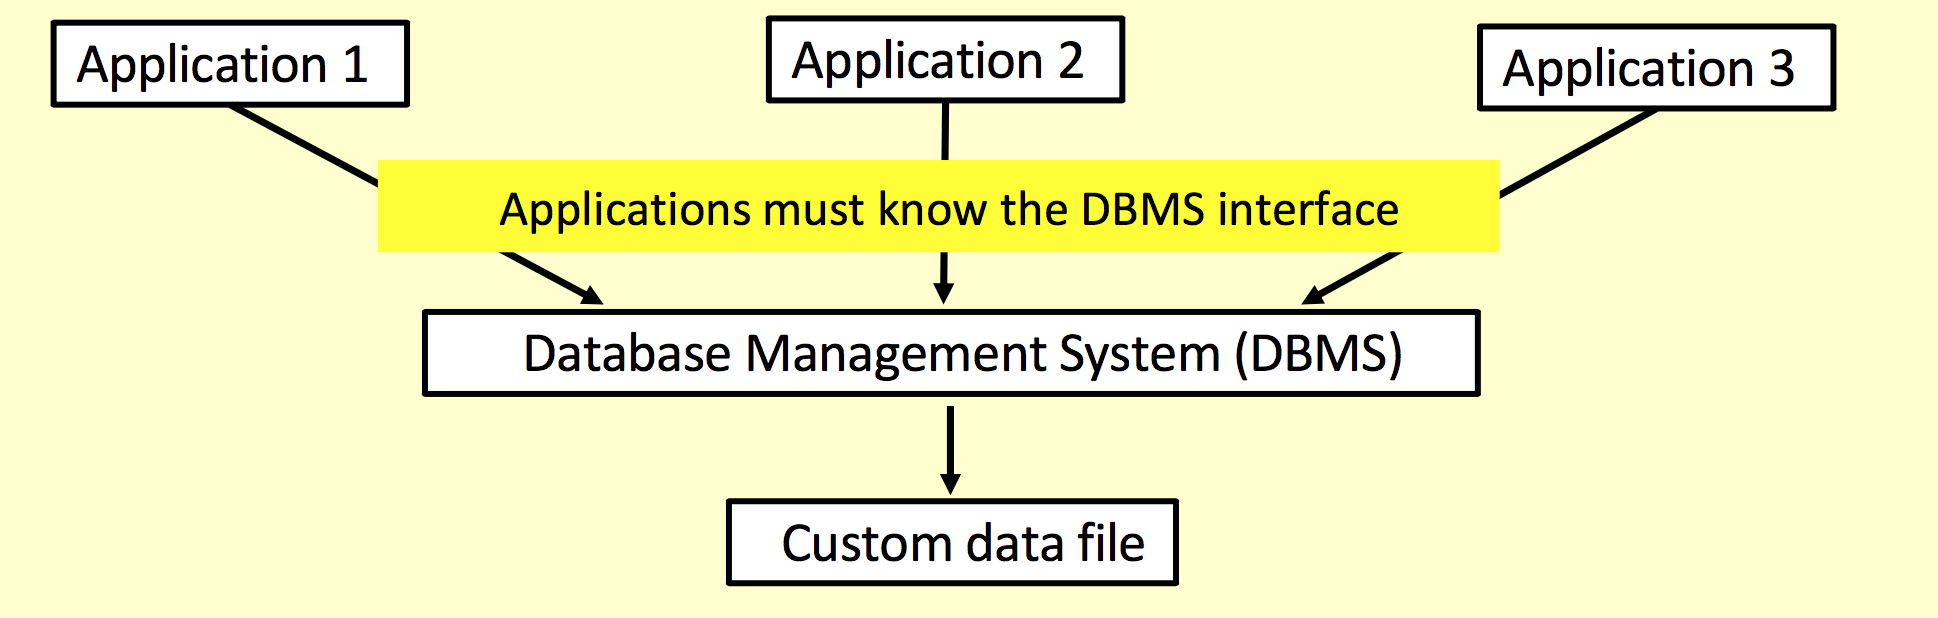 Application 1
Application 2
Application 3
Applications must know the DBMS interface
Database Management System (DBMS)
Custom data file